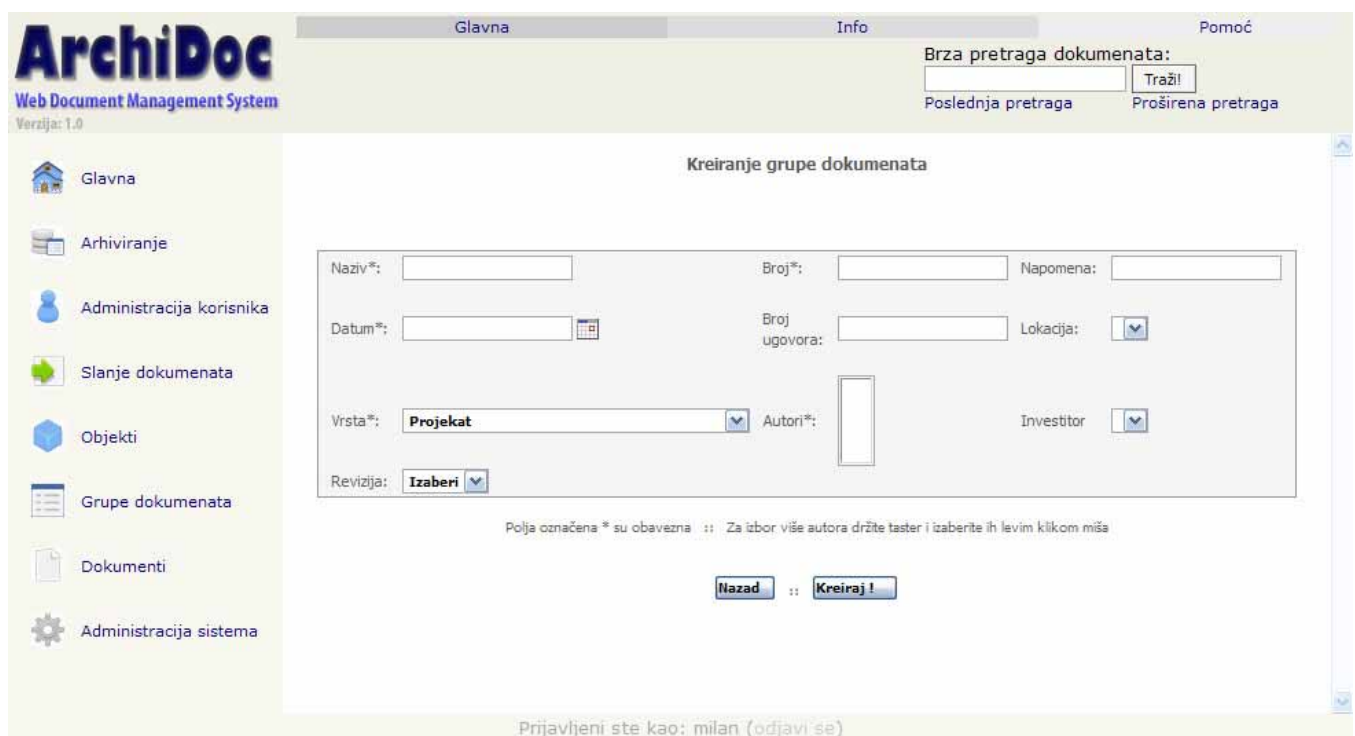 ArchiDoc
Web Document Management System
Verzija: 1.0
Glavna Info Pomoć
Brza pretraga dokumenata:
Traži!
Poslednja pretraga Proširena pretraga
Glavna
Arhiviranje
Administracija korisnika
Slanje dokumenata
Objekti
Grupe dokumenata
Dokumenti
Administracija sistema
Kreiranje grupe dokumenata
Naziv*: Broj*: Napomena:
Datum*: Broj ugovora: Lokacija:
Vrsta*: Projekat Autori*: Investitor
Revizija: Izaberi
Polja označena * su obavezna :: Za izbor više autora držite taster i izaberite ih levim klikom miša
Nazad :: Kreiraj !
Prijavljeni ste kao: milan (odjavi se)